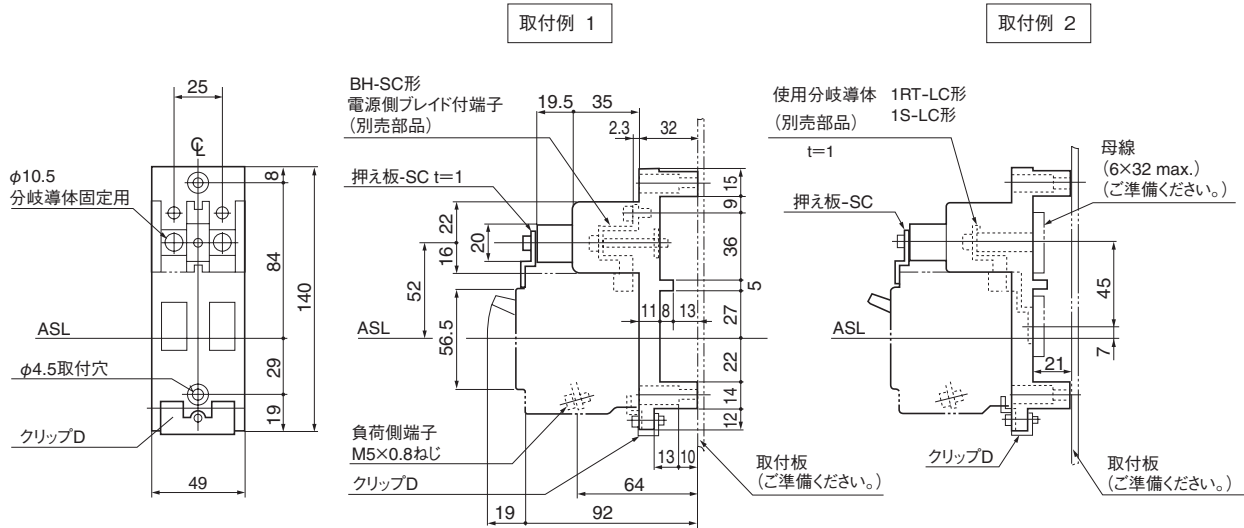 取付例 1
取付例 2
25
℄
φ10.5
分岐導体固定用
8
84
140
ASL
29
φ4.5取付穴
19
クリップD
49
BH-SC形
電源側ブレイド付端子
(別売部品)
19.5
35
2.3
32
押え板-SC t=1
15
9
22
20
16
36
52
5
11
8
13
27
ASL
56.5
22
14
12
負荷側端子
M5×0.8ねじ
クリップD
13
10
64
取付板
(ご準備ください。)
19
92
使用分岐導体 1RT-LC形
1S-LC形
(別売部品)
t=1
母線
(6×32 max.)
(ご準備ください。)
押え板-SC
45
ASL
7
21
クリップD
取付板
(ご準備ください。)